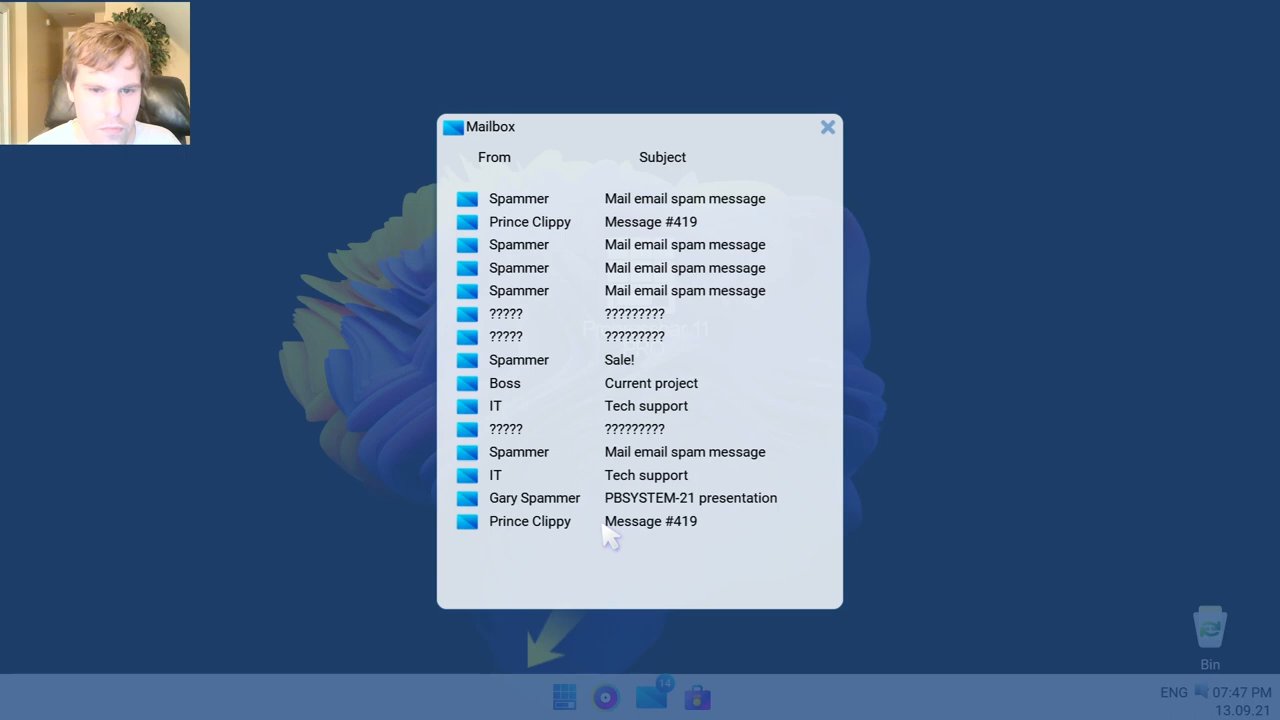 Mailbox
From Subject
Spammer Mail email spam message
Prince Clippy Message #419
Spammer Mail email spam message
Spammer Mail email spam message
Spammer Mail email spam message
????? ?????????
????? ?????????
Spammer Sale!
Boss Current project
IT Tech support
????? ?????????
Spammer Mail email spam message
IT Tech support
Gary Spammer PBSYSTEM-21 presentation
Prince Clippy Message #419
Bin
14
ENG 07:47 PM
13.09.21